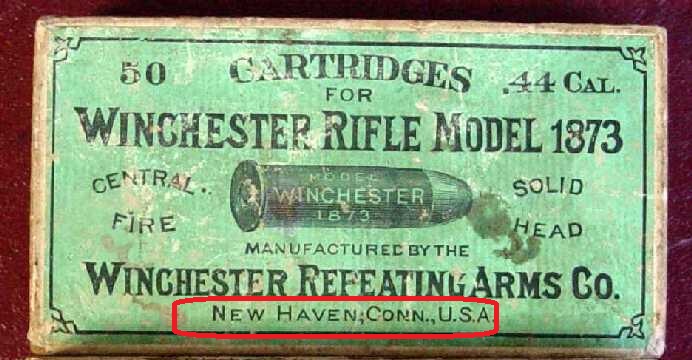 50 CARTRIDGES .44 CAL.
FOR
WINCHESTER RIFLE MODEL 1873
CENTRAL FIRE
MODEL
WINCHESTER
1873
SOLID HEAD
MANUFACTURED BY THE
WINCHESTER REPEATING ARMS CO.
NEW HAVEN, CONN., U.S.A.